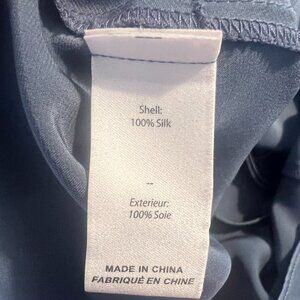 Shell:
100% Silk
--
Exterieur:
100% Soie
MADE IN CHINA
FABRIQUÉ EN CHINE